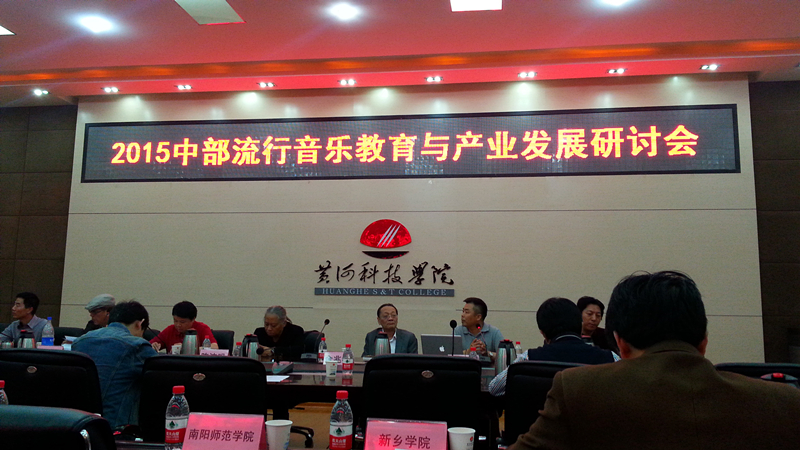 2015中部流行音乐教育与产业发展研讨会
黄河科技学院
HUANGHE S & T COLLEGE
南阳师范学院
新乡学院